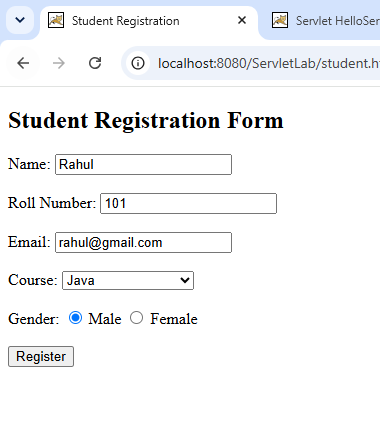 Student Registration
Servlet HelloSer
localhost:8080/ServletLab/student.h
Student Registration Form
Name: Rahul
Roll Number: 101
Email: rahul@gmail.com
Course: Java
Gender: Male Female
Register